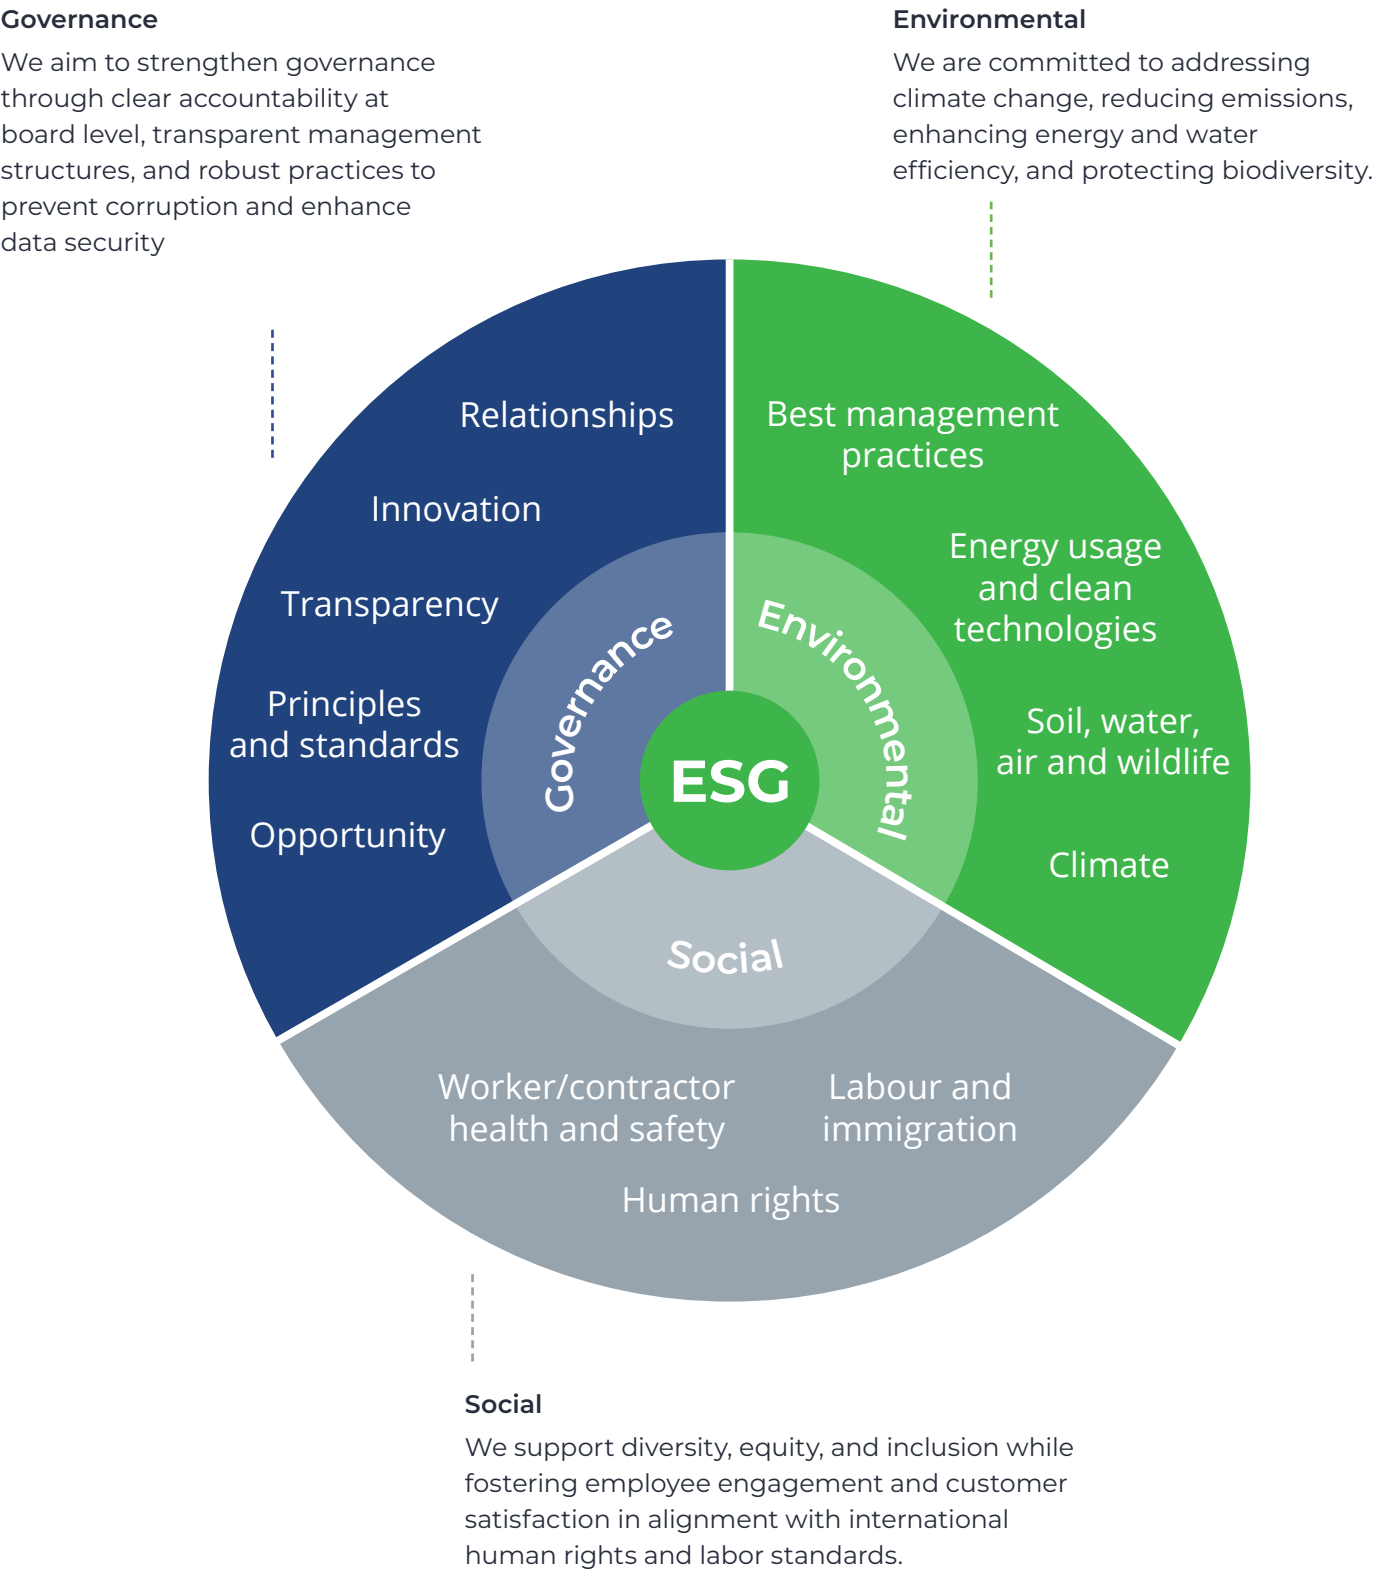 Governance
We aim to strengthen governance
through clear accountability at
board level, transparent management
structures, and robust practices to
prevent corruption and enhance
data security
Environmental
We are committed to addressing
climate change, reducing emissions,
enhancing energy and water
efficiency, and protecting biodiversity.
Relationships
Innovation
Transparency
Principles
and standards
Opportunity
Governance
Best management
practices
Energy usage
and clean
technologies
Soil, water,
air and wildlife
Climate
Environmental
ESG
Social
Worker/contractor
health and safety
Labour and
immigration
Human rights
Social
We support diversity, equity, and inclusion while
fostering employee engagement and customer
satisfaction in alignment with international
human rights and labor standards.